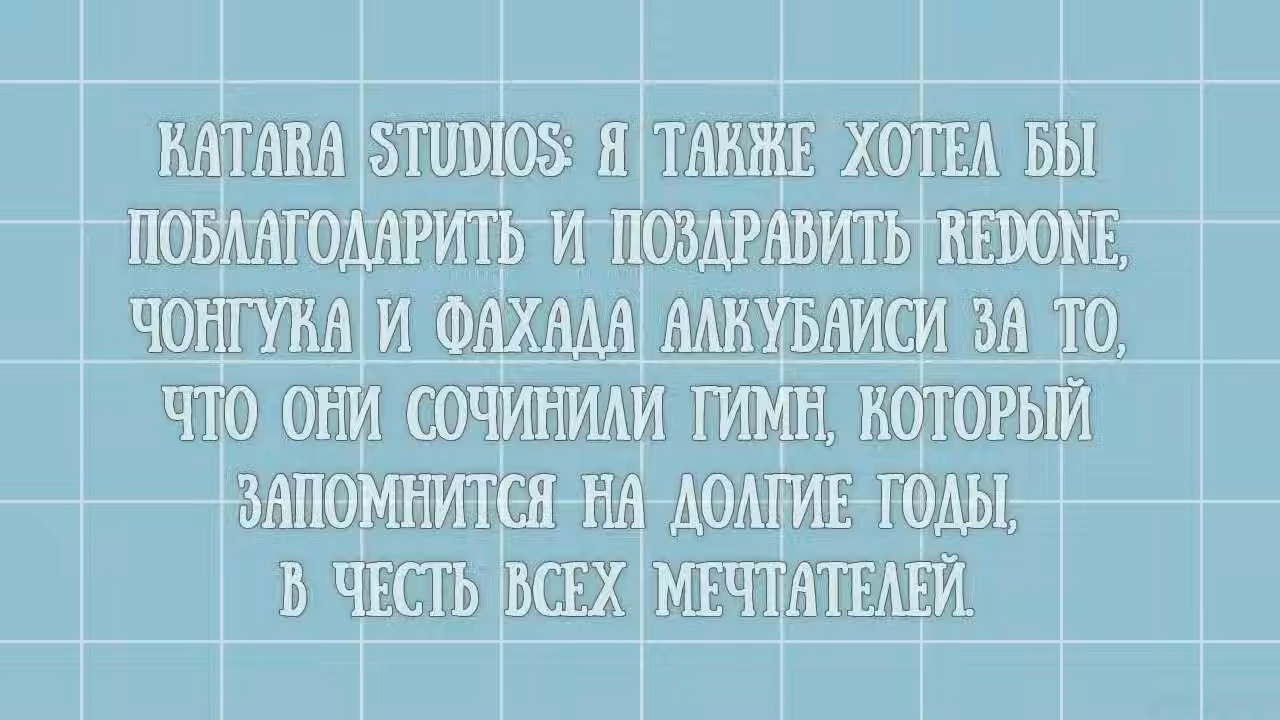 KATARA STUDIOS: Я ТАКЖЕ ХОТЕЛ БЫ
ПОБЛАГОДАРИТЬ И ПОЗДРАВИТЬ REDONE,
ЧОНГУКА И ФАХАДА АЛКУБАИСИ ЗА ТО,
ЧТО ОНИ СОЧИНИЛИ ГИМН, КОТОРЫЙ
ЗАПОМНИТСЯ НА ДОЛГИЕ ГОДЫ,
В ЧЕСТЬ ВСЕХ МЕЧТАТЕЛЕЙ.